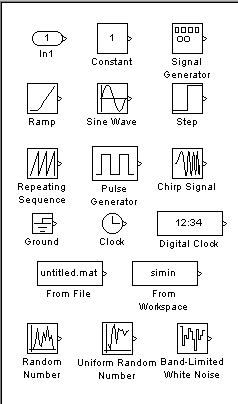 1 1
In1 Constant Signal
Generator
Ramp Sine Wave Step
Repeating Pulse Chirp Signal
Sequence Generator
12:34
Ground Clock Digital Clock
untitled.mat simin
From File From
Workspace
Random Uniform Random Band-Limited
Number Number White Noise